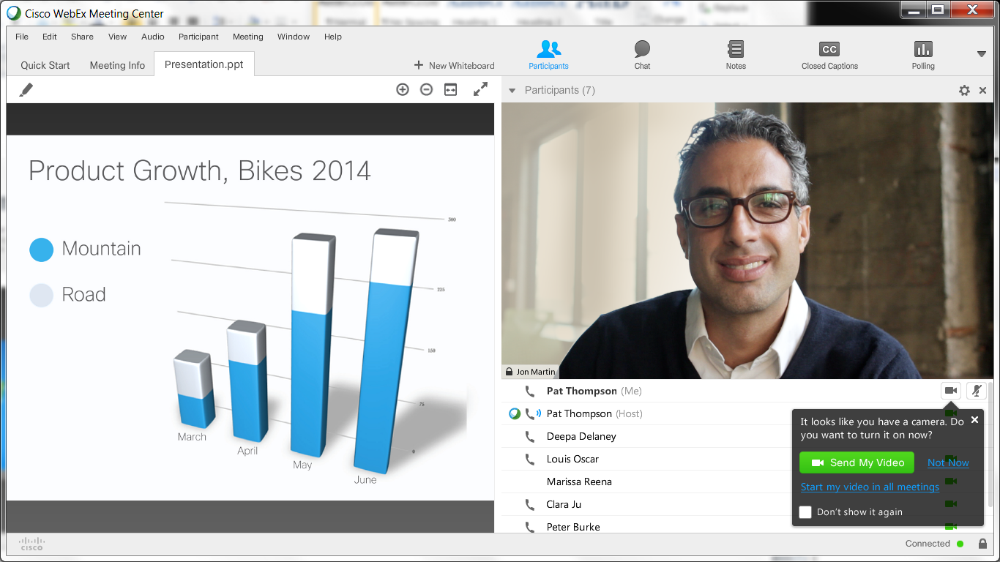 Cisco WebEx Meeting Center
File Edit Share View Audio Participant Meeting Window Help
Quick Start Meeting Info Presentation.ppt
New Whiteboard
Participants Chat Notes CC Closed Captions Polling
Participants (7)
Product Growth, Bikes 2014
Mountain
Road
300
225
150
75
0
March
April
May
June
Jon Martin
Pat Thompson (Me)
Pat Thompson (Host)
Deepa Delaney
Louis Oscar
Marissa Reena
Clara Ju
Peter Burke
It looks like you have a camera. Do
you want to turn it on now?
Send My Video Not Now
Start my video in all meetings
Don't show it again
CISCO
Connected